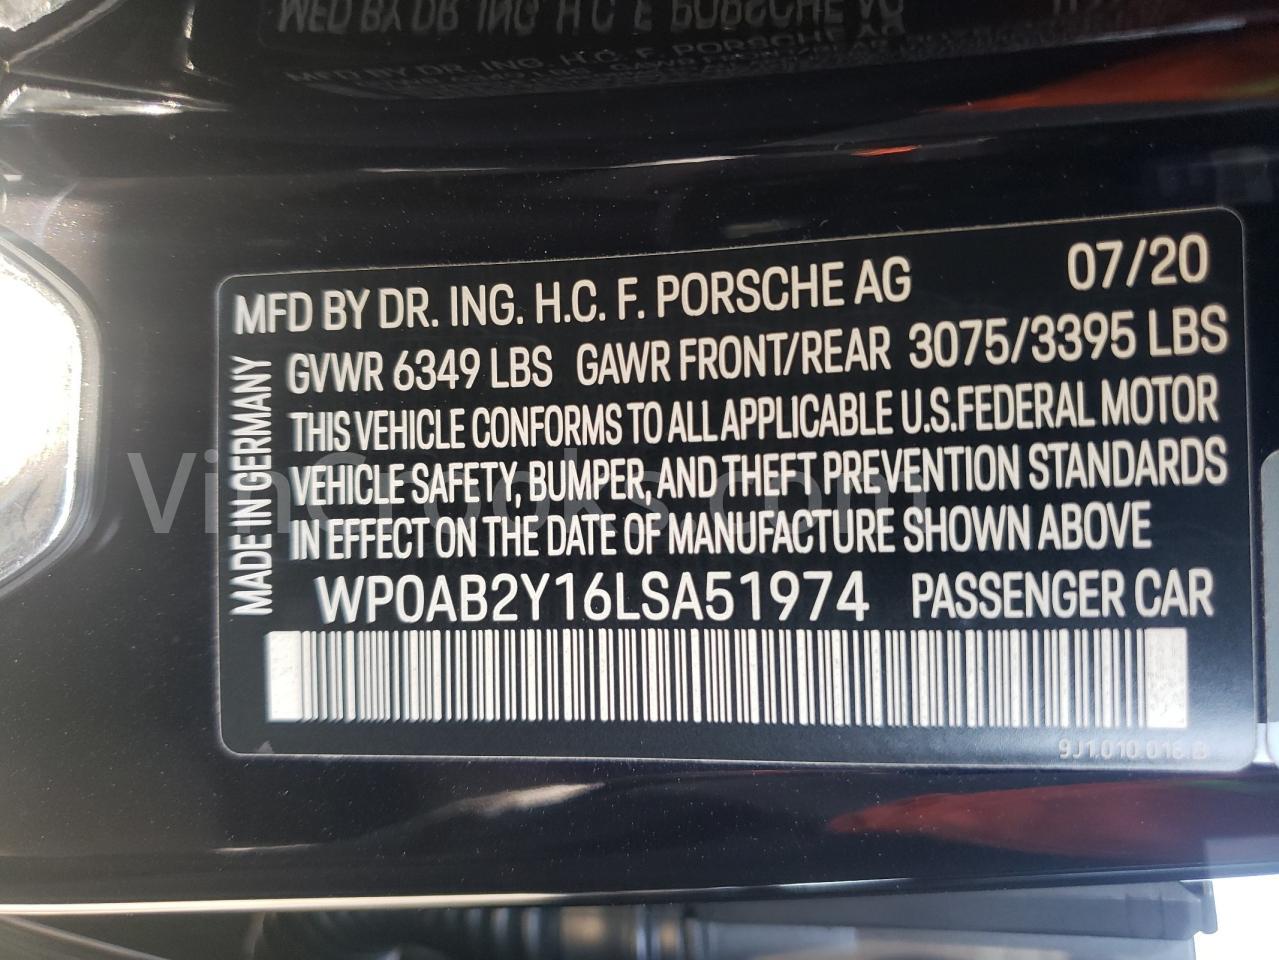 MFD BY DR. ING. H.C. F. PORSCHE AG 07/20
GVWR 6349 LBS GAWR FRONT/REAR 3075/3395 LBS
THIS VEHICLE CONFORMS TO ALL APPLICABLE U.S.FEDERAL MOTOR
VEHICLE SAFETY, BUMPER, AND THEFT PREVENTION STANDARDS
IN EFFECT ON THE DATE OF MANUFACTURE SHOWN ABOVE
WP0AB2Y16LSA51974 PASSENGER CAR
MADE IN GERMANY
9J1.010.018.B